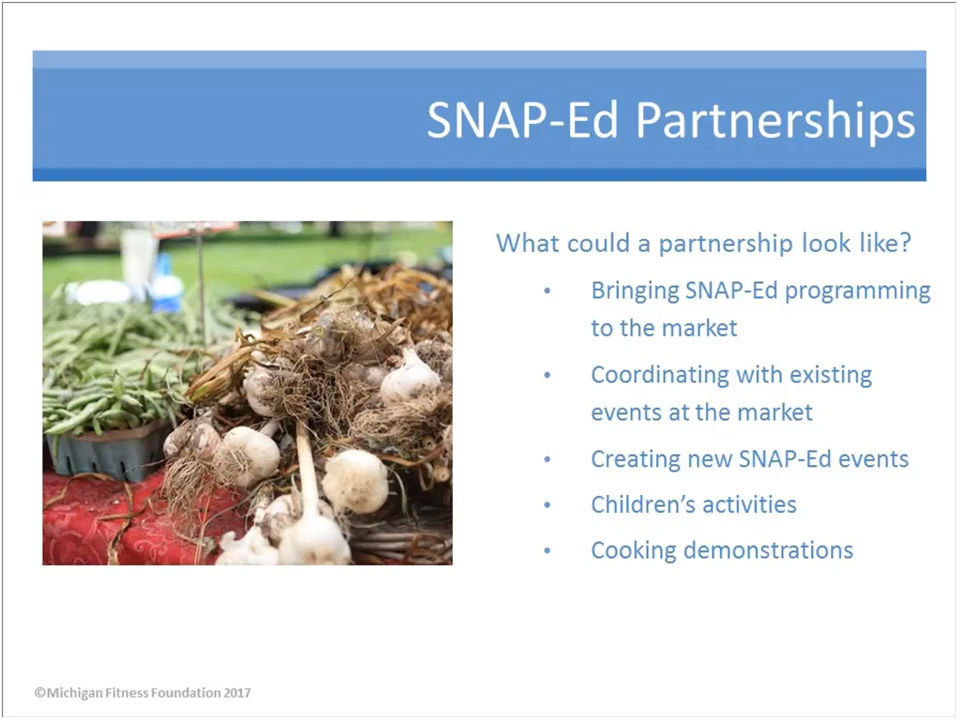 SNAP-Ed Partnerships
What could a partnership look like?
• Bringing SNAP-Ed programming
to the market
• Coordinating with existing
events at the market
• Creating new SNAP-Ed events
• Children’s activities
• Cooking demonstrations
©Michigan Fitness Foundation 2017